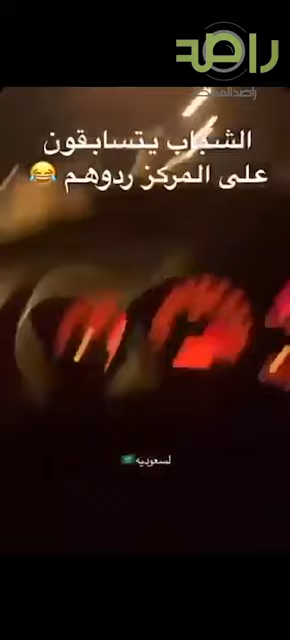 راصد
الشباب يتسابقون
على المركز ردوهم 😂
لسعوديه🇸🇦